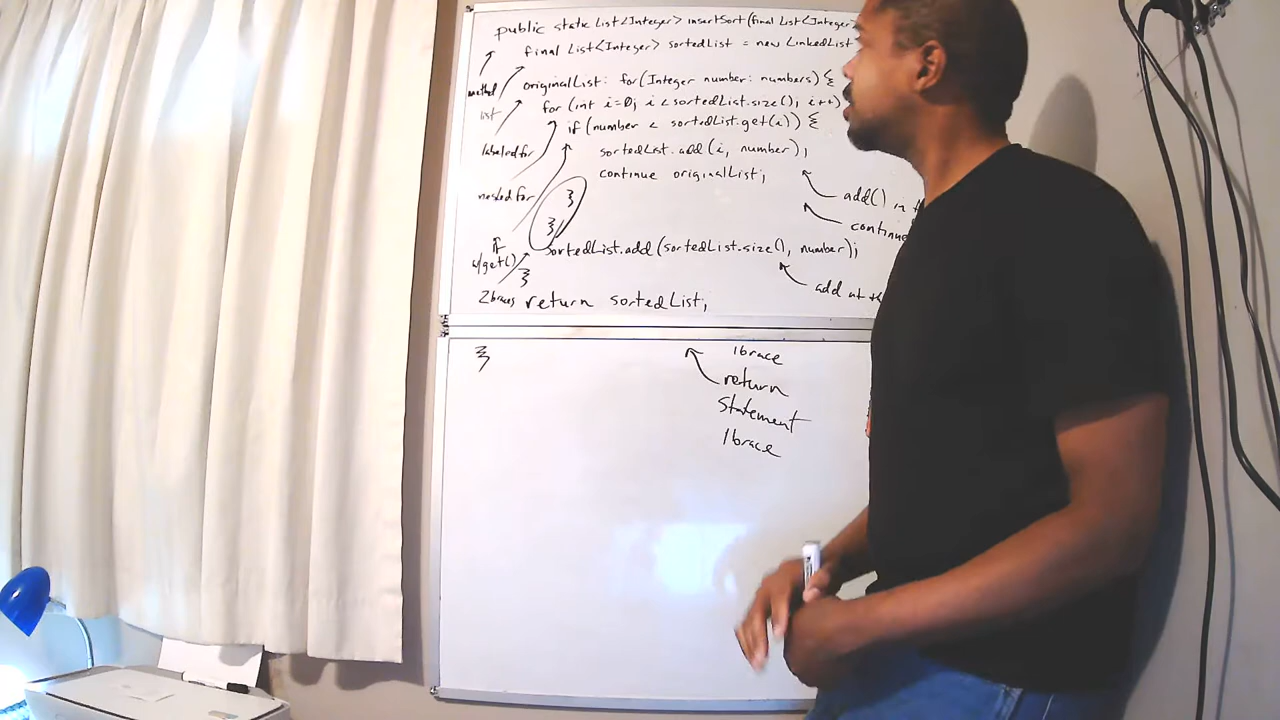 public static List<Integer> insertSort(final List<Integer>
final List<Integer> sortedList = new LinkedList
originalList: for(Integer number: numbers) {
for (int i=0; i < sortedList.size(); i++)
if (number < sortedList.get(i)) {
sortedList.add(i, number);
continue originalList;
}
}
sortedList.add(sortedList.size(), number);
}
return sortedList;
}
method
list
labeled for
nested for
if
w/get()
2braces
add() in th
continue
add at th
1brace
return
statement
1brace